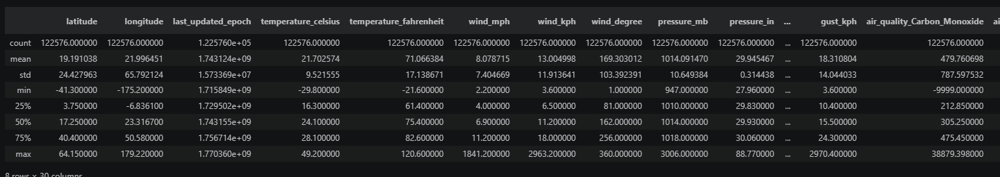 latitude longitude last_updated_epoch temperature_celsius temperature_fahrenheit wind_mph wind_kph wind_degree pressure_mb pressure_in ... gust_kph air_quality_Carbon_Monoxide ai
count 122576.000000 122576.000000 1.225760e+05 122576.000000 122576.000000 122576.000000 122576.000000 122576.000000 122576.000000 122576.000000 ... 122576.000000 122576.000000
mean 19.191038 21.996451 1.743124e+09 21.702574 71.066384 8.078715 13.004998 169.303012 1014.091470 29.945467 ... 18.310804 479.760698
std 24.427963 65.792124 1.573369e+07 9.521555 17.138671 7.404669 11.913641 103.392391 10.649384 0.314438 ... 14.044033 787.597532
min -41.300000 -175.200000 1.715849e+09 -29.800000 -21.600000 2.200000 3.600000 1.000000 947.000000 27.960000 ... 3.600000 -9999.000000
25% 3.750000 -6.836100 1.729502e+09 16.300000 61.400000 4.000000 6.500000 81.000000 1010.000000 29.830000 ... 10.400000 212.850000
50% 17.250000 23.316700 1.743155e+09 24.100000 75.400000 6.900000 11.200000 162.000000 1014.000000 29.930000 ... 15.500000 305.250000
75% 40.400000 50.580000 1.756714e+09 28.100000 82.600000 11.200000 18.000000 256.000000 1018.000000 30.060000 ... 24.300000 475.450000
max 64.150000 179.220000 1.770360e+09 49.200000 120.600000 1841.200000 2963.200000 360.000000 3006.000000 88.770000 ... 2970.400000 38879.398000
8 rows × 30 columns